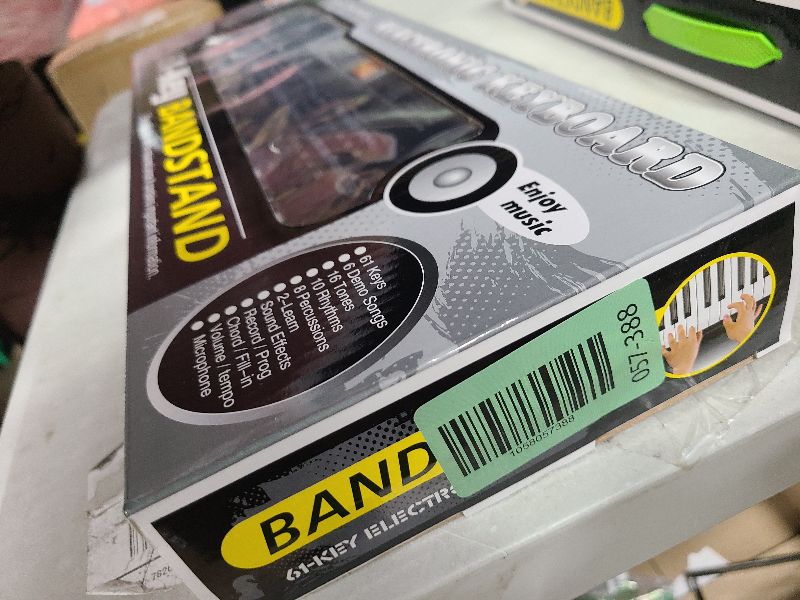 BANDSTAND
ELECTRONIC KEYBOARD
Enjoy
music
61 Keys
6 Demo Songs
16 Tones
10 Rhythms
8 Percussions
2-Learn
Sound Effects
Record / Prog
Chord / Fill-in
Volume / tempo
Microphone
057-388
1058057388
BAND
61-KEY ELECTR